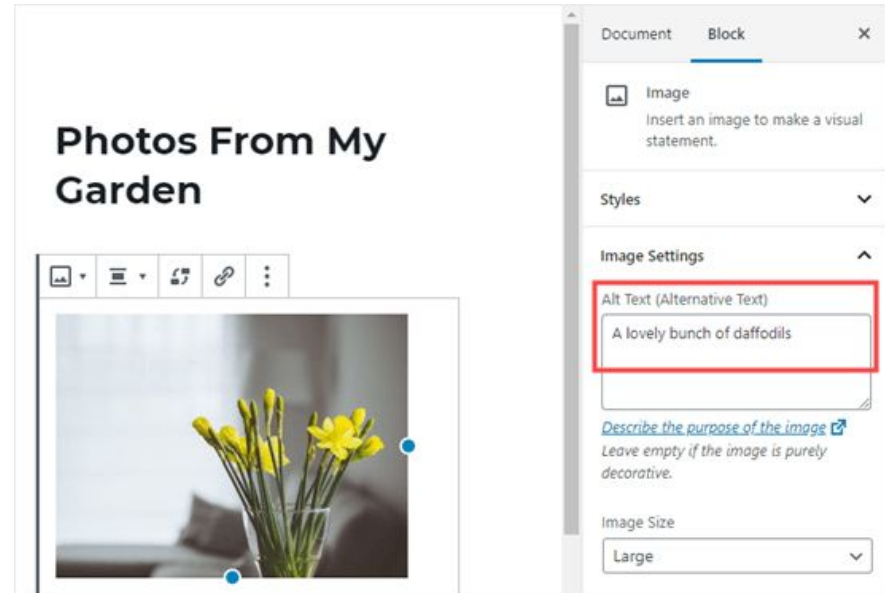 Photos From My
Garden
Document Block
Image
Insert an image to make a visual
statement.
Styles
Image Settings
Alt Text (Alternative Text)
A lovely bunch of daffodils
Describe the purpose of the image
Leave empty if the image is purely
decorative.
Image Size
Large